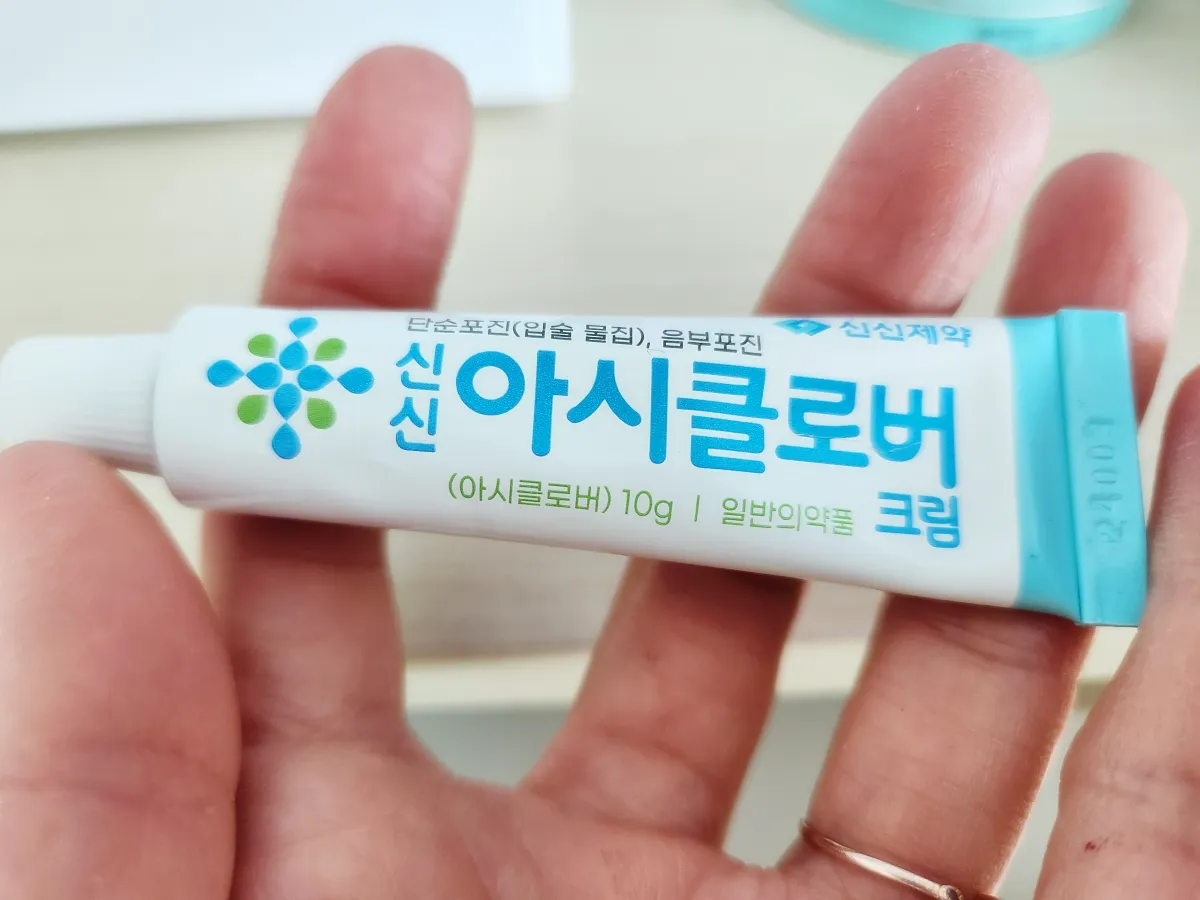 단순포진(입술 물집), 음부포진
신신제약
신신 아시클로버
크림
(아시클로버) 10g | 일반의약품